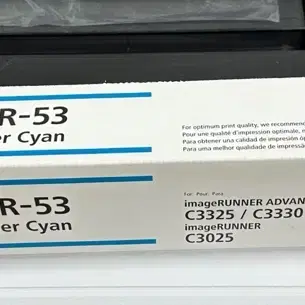 R-53
er Cyan
For optimum print quality, we recommend
Pour une qualité d'impression optimale,
Para obtener una calidad de impresión óp
Para uma melhor qualidade de impressã
R-53
er Cyan
For Pour Para
imageRUNNER ADVAN
C3325 / C3330
imageRUNNER
C3025